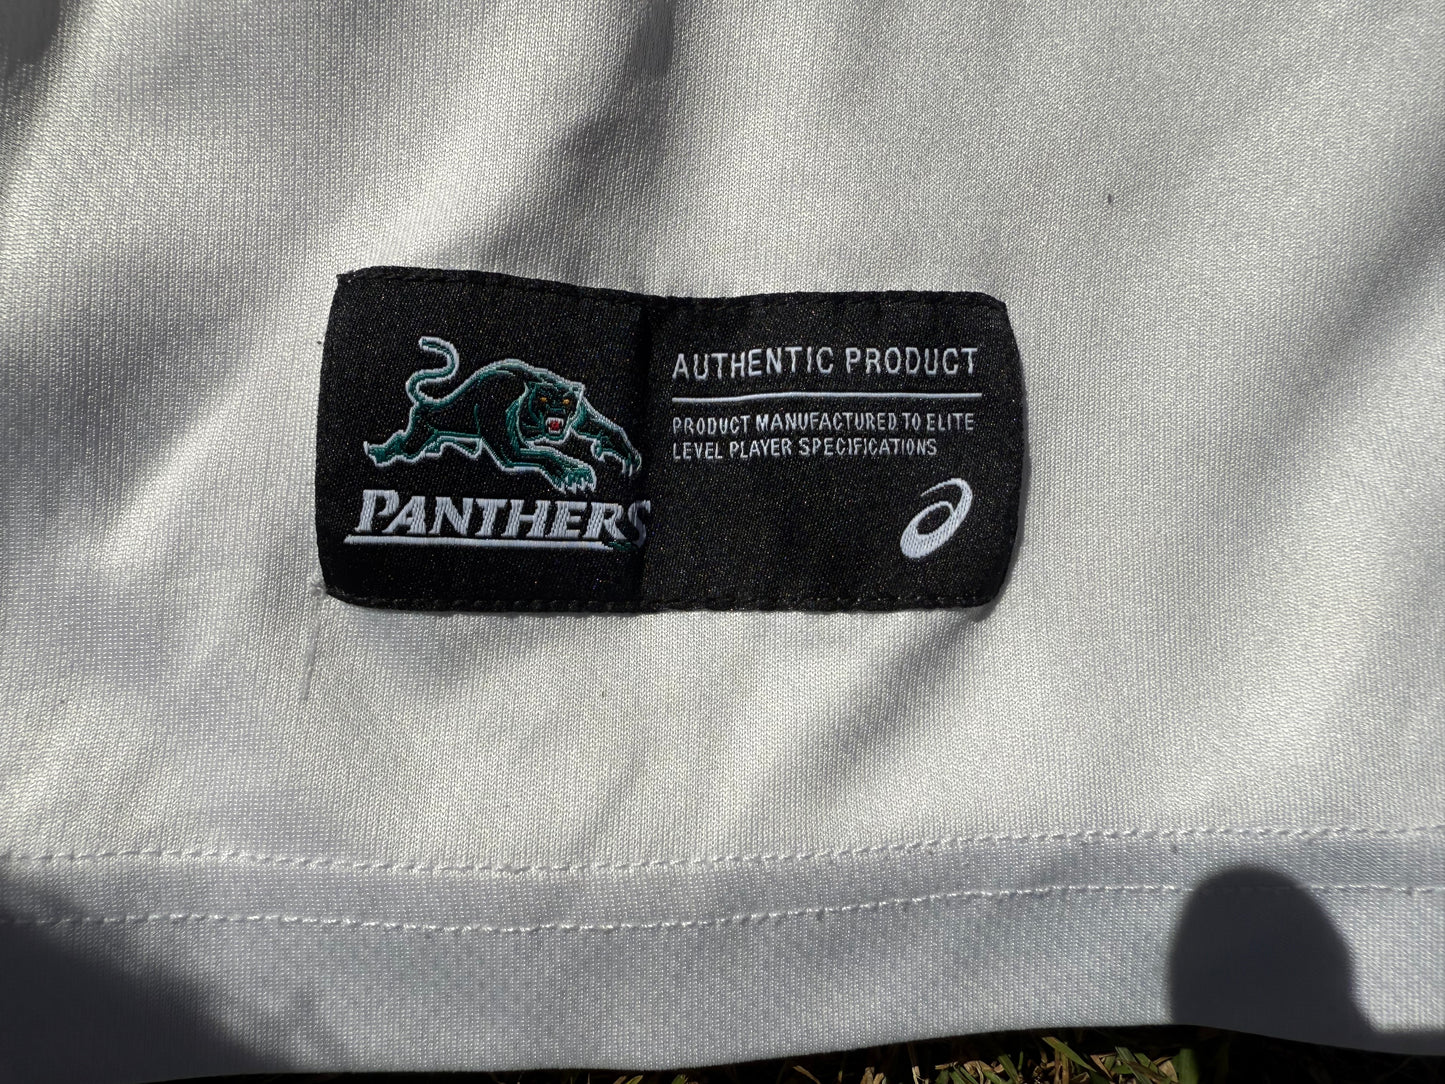 PANTHERS
AUTHENTIC PRODUCT
PRODUCT MANUFACTURED TO ELITE
LEVEL PLAYER SPECIFICATIONS